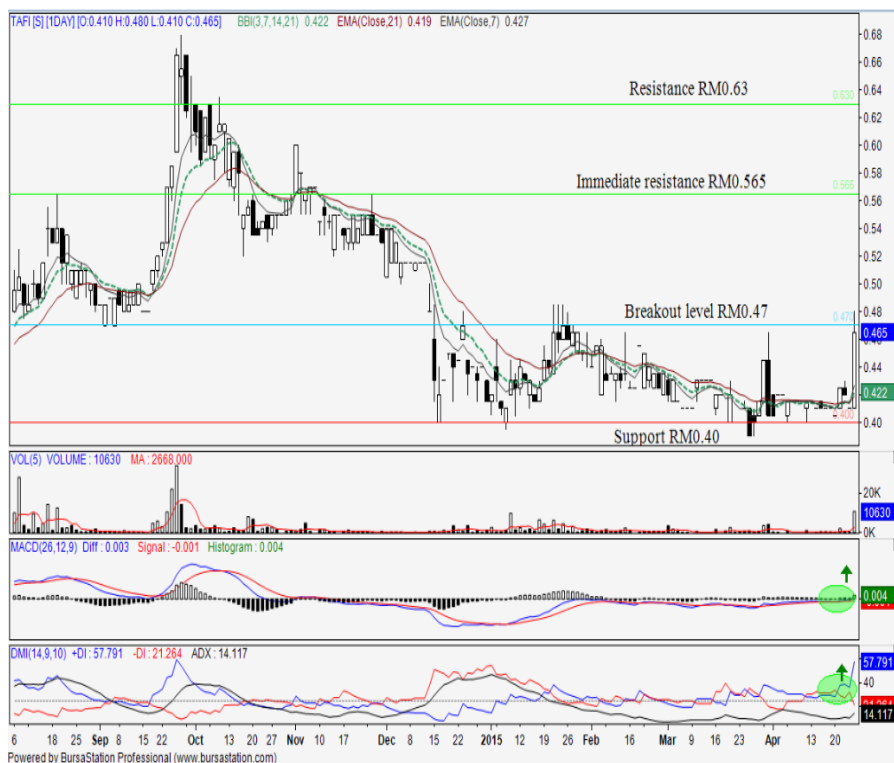 TAFI [S] [1DAY] [O:0.410 H:0.480 L:0.410 C:0.465] BBI(3,7,14,21) 0.422 EMA(Close,21) 0.419 EMA(Close,7) 0.427
0.68
0.66
0.64
Resistance RM0.63
0.630
0.62
0.60
0.58
Immediate resistance RM0.565
0.565
0.56
0.54
0.52
0.50
Breakout level RM0.47
0.470
0.48
0.465
0.46
0.44
0.422
0.400
0.40
Support RM0.40
VOL(5) VOLUME : 10630 MA : 2668.000
20K
10630
0K
MACD(26,12,9) Diff : 0.003 Signal : -0.001 Histogram : 0.004
0.004
DMI(14,9,10) +DI : 57.791 -DI : 21.264 ADX : 14.117
57.791
40
21.264
14.117
6 18 25 Sep 8 15 22 Oct 13 20 27 Nov 10 17 Dec 22 15 22 2015 12 19 26 Feb 16 Mar 9 16 23 Apr 13 20
Powered by BursaStation Professional (www.bursastation.com)